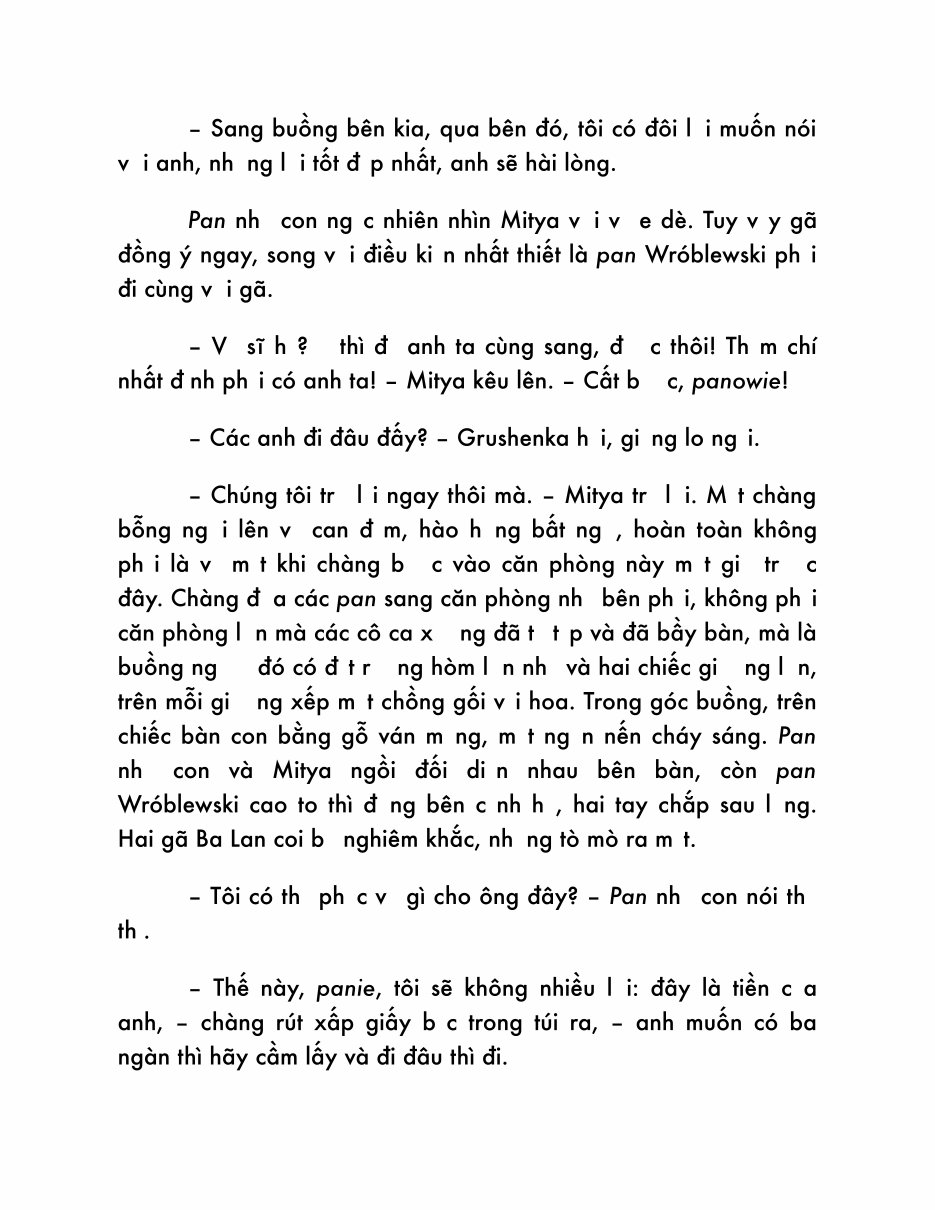 – Sang buồng bên kia, qua bên đó, tôi có đôi l i muốn nói
v i anh, nh ng l i tốt đ p nhất, anh sẽ hài lòng.
Pan nh con ng c nhiên nhìn Mitya v i v e dè. Tuy v y gã
đồng ý ngay, song v i điều ki n nhất thiết là pan Wróblewski ph i
đi cùng v i gã.
– V sĩ h ? thì đ anh ta cùng sang, đ c thôi! Th m chí
nhất đ nh ph i có anh ta! – Mitya kêu lên. – Cất b c, panowie!
– Các anh đi đâu đấy? – Grushenka h i, gi ng lo ng i.
– Chúng tôi tr l i ngay thôi mà. – Mitya tr l i. M t chàng
bỗng ng i lên v can đ m, hào h ng bất ng , hoàn toàn không
ph i là v m t khi chàng b c vào căn phòng này m t gi tr c
đây. Chàng đ a các pan sang căn phòng nh bên ph i, không ph i
căn phòng l n mà các cô ca x ng đã t t p và đã bầy bàn, mà là
buồng ng đó có đ t r ng hòm l n nh và hai chiếc gi ng l n,
trên mỗi gi ng xếp m t chồng gối v i hoa. Trong góc buồng, trên
chiếc bàn con bằng gỗ ván m ng, m t ng n nến cháy sáng. Pan
nh con và Mitya ngồi đối di n nhau bên bàn, còn pan
Wróblewski cao to thì đ ng bên c nh h , hai tay chắp sau l ng.
Hai gã Ba Lan coi b nghiêm khắc, nh ng tò mò ra m t.
– Tôi có th ph c v gì cho ông đây? – Pan nh con nói th
th .
– Thế này, panie, tôi sẽ không nhiều l i: đây là tiền c a
anh, – chàng rút xấp giấy b c trong túi ra, – anh muốn có ba
ngàn thì hãy cầm lấy và đi đâu thì đi.